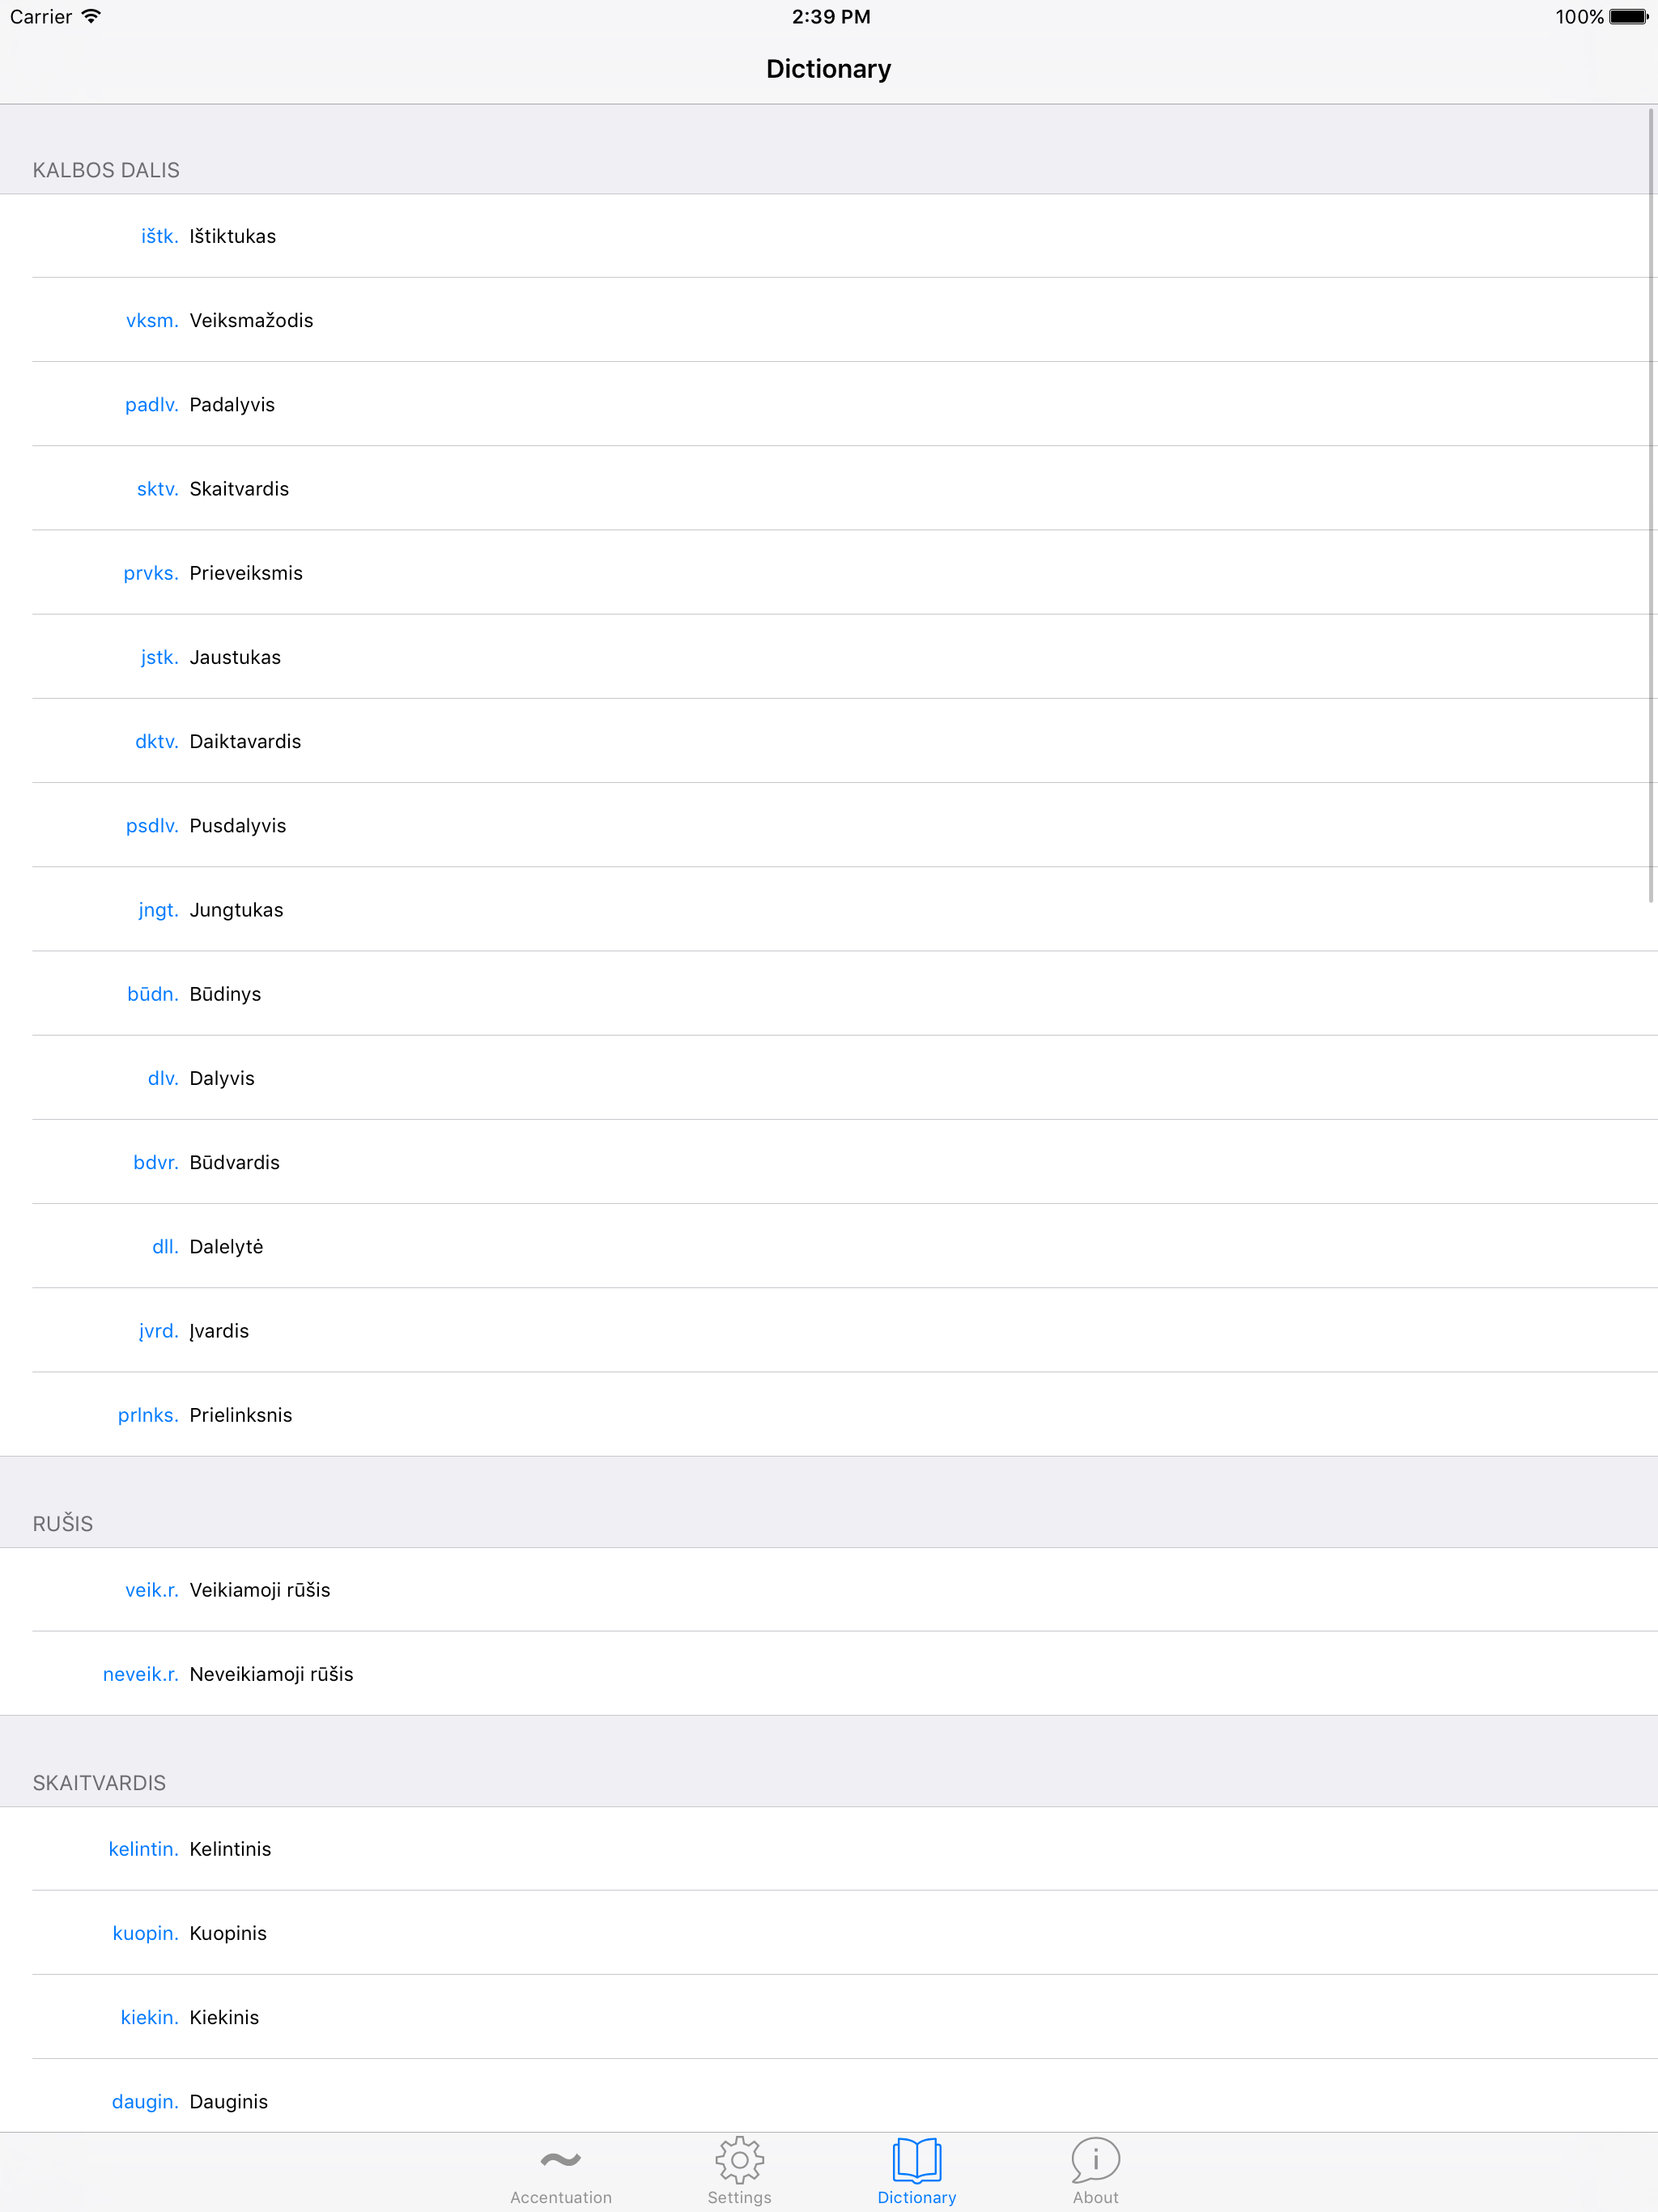 Carrier 2:39 PM 100%
Dictionary
KALBOS DALIS
ištk. Ištiktukas
vksm. Veiksmažodis
padlv. Padalyvis
sktv. Skaitvardis
prvks. Prieveiksmis
jstk. Jaustukas
dktv. Daiktavardis
psdlv. Pusdalyvis
jngt. Jungtukas
būdn. Būdinys
dlv. Dalyvis
bdvr. Būdvardis
dll. Dalelytė
įvrd. Įvardis
prlnks. Prielinksnis
RUŠIS
veik.r. Veikiamoji rūšis
neveik.r. Neveikiamoji rūšis
SKAITVARDIS
kelintin. Kelintinis
kuopin. Kuopinis
kiekin. Kiekinis
daugin. Dauginis
Accentuation Settings Dictionary About